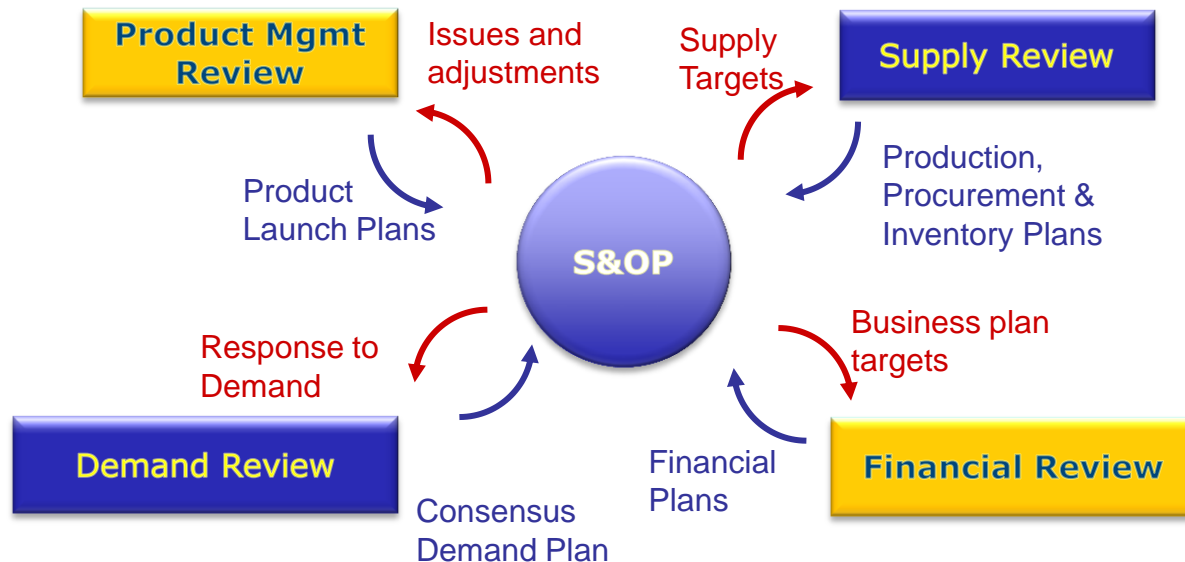 Product Mgmt
Review
Issues and
adjustments
Supply
Targets
Supply Review
Product
Launch Plans
Production,
Procurement &
Inventory Plans
S&OP
Response to
Demand
Business plan
targets
Demand Review
Consensus
Demand Plan
Financial
Plans
Financial Review